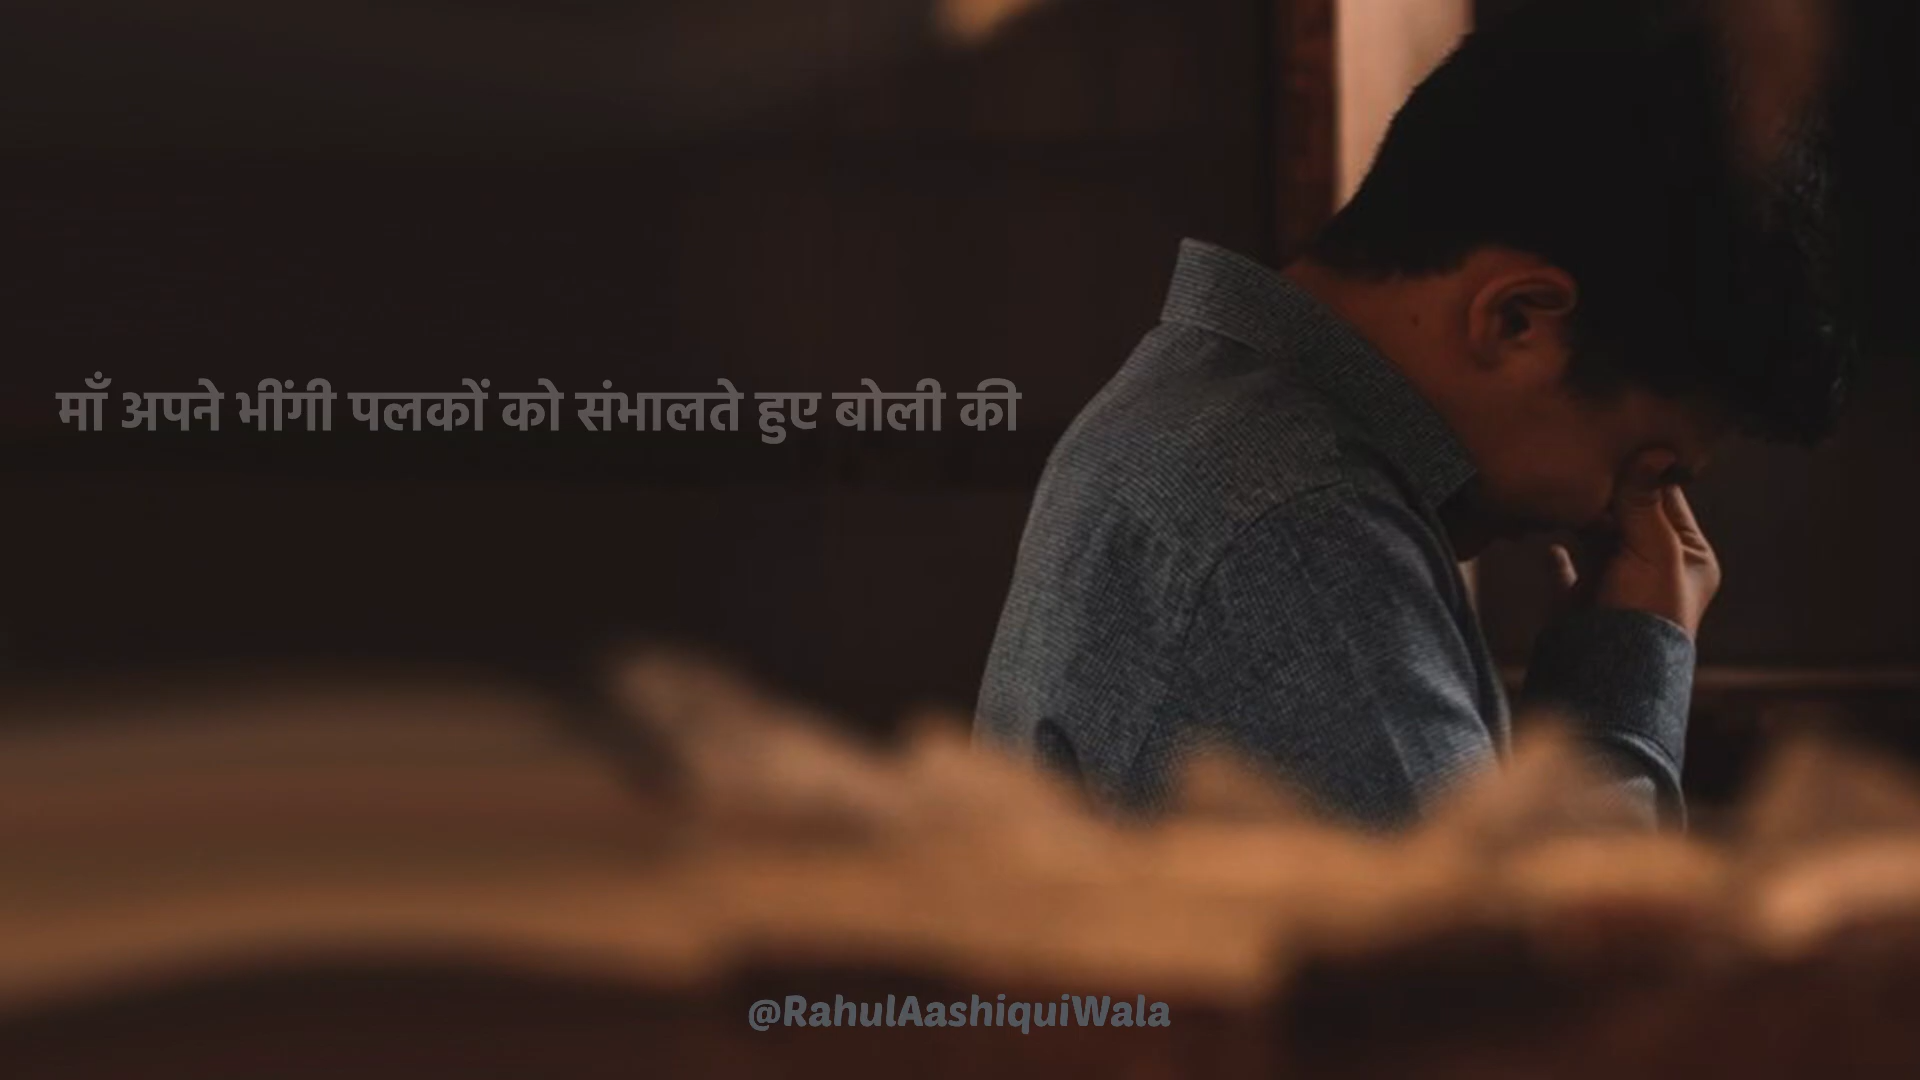 माँ अपने भींगी पलकों को संभालते हुए बोली की
@RahulAashiquiWala